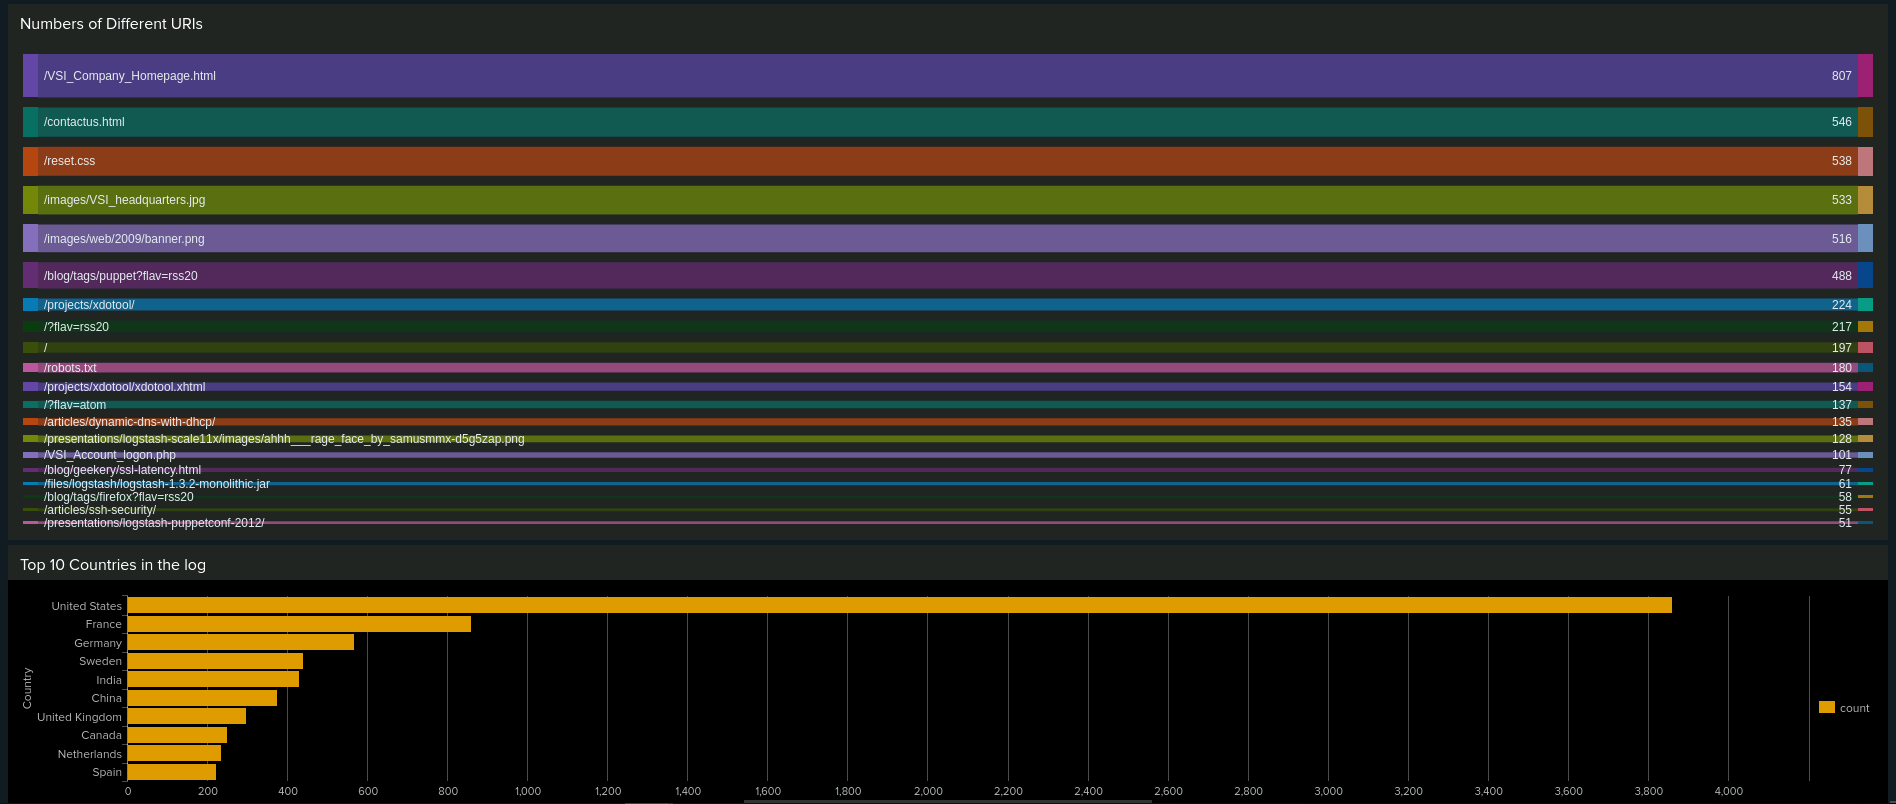 Numbers of Different URIs
/VSI_Company_Homepage.html 807
/contactus.html 546
/reset.css 538
/images/VSI_headquarters.jpg 533
/images/web/2009/banner.png 516
/blog/tags/puppet?flav=rss20 488
/projects/xdotool/ 224
/?flav=rss20 217
/ 197
/robots.txt 180
/projects/xdotool/xdotool.xhtml 154
/?flav=atom 137
/articles/dynamic-dns-with-dhcp/ 135
/presentations/logstash-scale11x/images/ahhh___rage_face_by_samusmmx-d5g5zap.png 128
/VSI_Account_logon.php 101
/blog/geekery/ssl-latency.html 77
/files/logstash/logstash-1.3.2-monolithic.jar 61
/blog/tags/firefox?flav=rss20 58
/articles/ssh-security/ 55
/presentations/logstash-puppetconf-2012/ 51
Top 10 Countries in the log
Country
United States
France
Germany
Sweden
India
China
United Kingdom
Canada
Netherlands
Spain
0 200 400 600 800 1,000 1,200 1,400 1,600 1,800 2,000 2,200 2,400 2,600 2,800 3,000 3,200 3,400 3,600 3,800 4,000
count